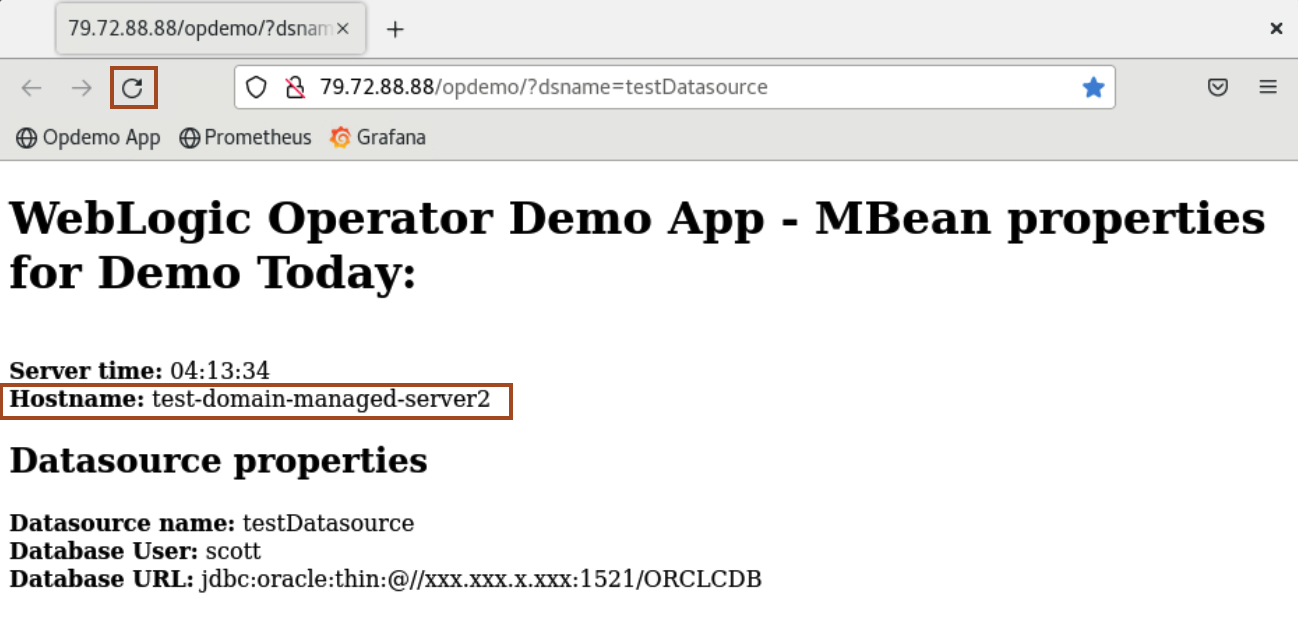 79.72.88.88/opdemo/?dsnam
79.72.88.88/opdemo/?dsname=testDatasource
Opdemo App Prometheus Grafana
WebLogic Operator Demo App - MBean properties
for Demo Today:
Server time: 04:13:34
Hostname: test-domain-managed-server2
Datasource properties
Datasource name: testDatasource
Database User: scott
Database URL: jdbc:oracle:thin:@//xxx.xxx.x.xxx:1521/ORCLCDB